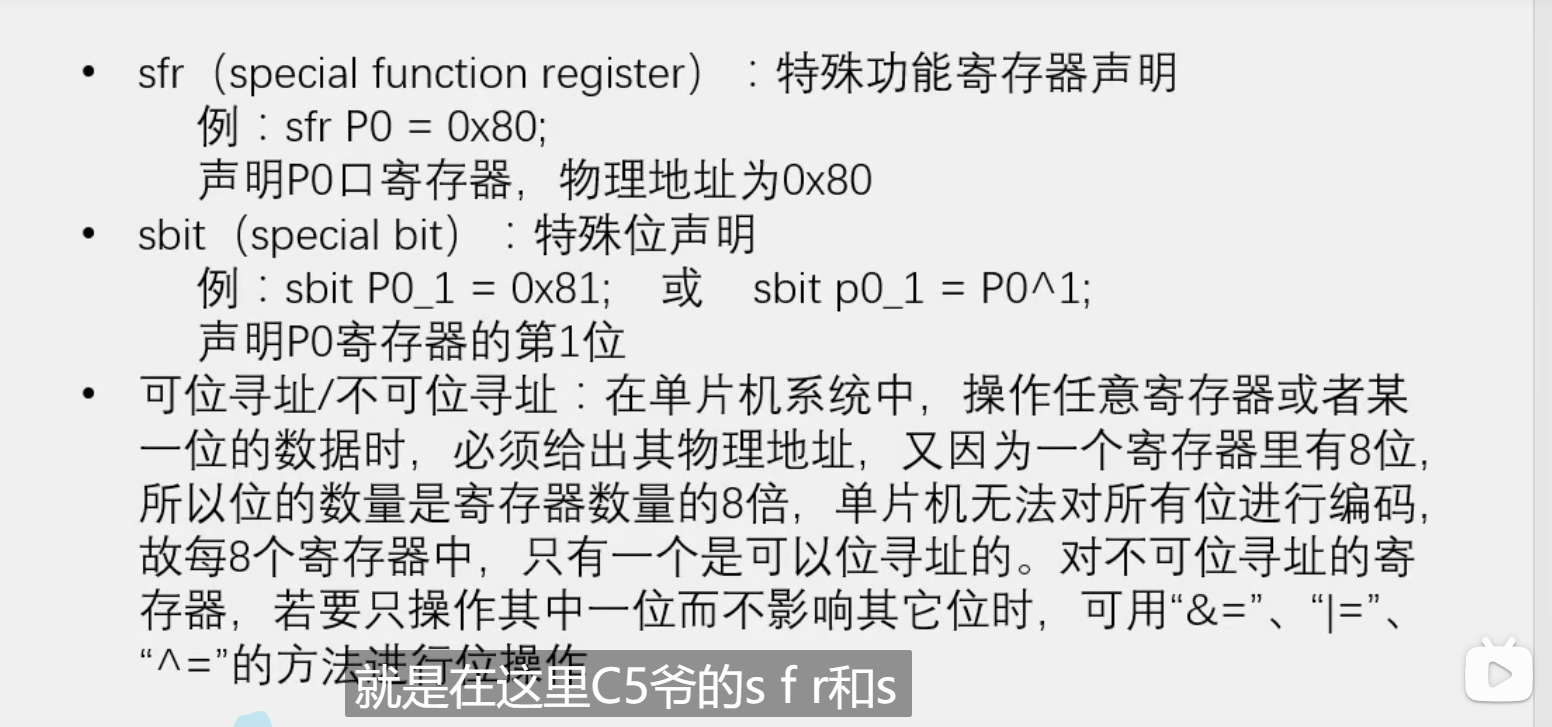 • sfr（special function register）：特殊功能寄存器声明
例：sfr P0 = 0x80;
声明P0口寄存器，物理地址为0x80
• sbit（special bit）：特殊位声明
例：sbit P0_1 = 0x81;    或    sbit p0_1 = P0^1;
声明P0寄存器的第1位
• 可位寻址/不可位寻址：在单片机系统中，操作任意寄存器或者某
一位的数据时，必须给出其物理地址，又因为一个寄存器里有8位，
所以位的数量是寄存器数量的8倍，单片机无法对所有位进行编码，
故每8个寄存器中，只有一个是可以位寻址的。对不可位寻址的寄
存器，若要只操作其中一位而不影响其它位时，可用“&=”、“|=”、
“^=”的方法进行位操作
就是在这里C5爷的s f r和s